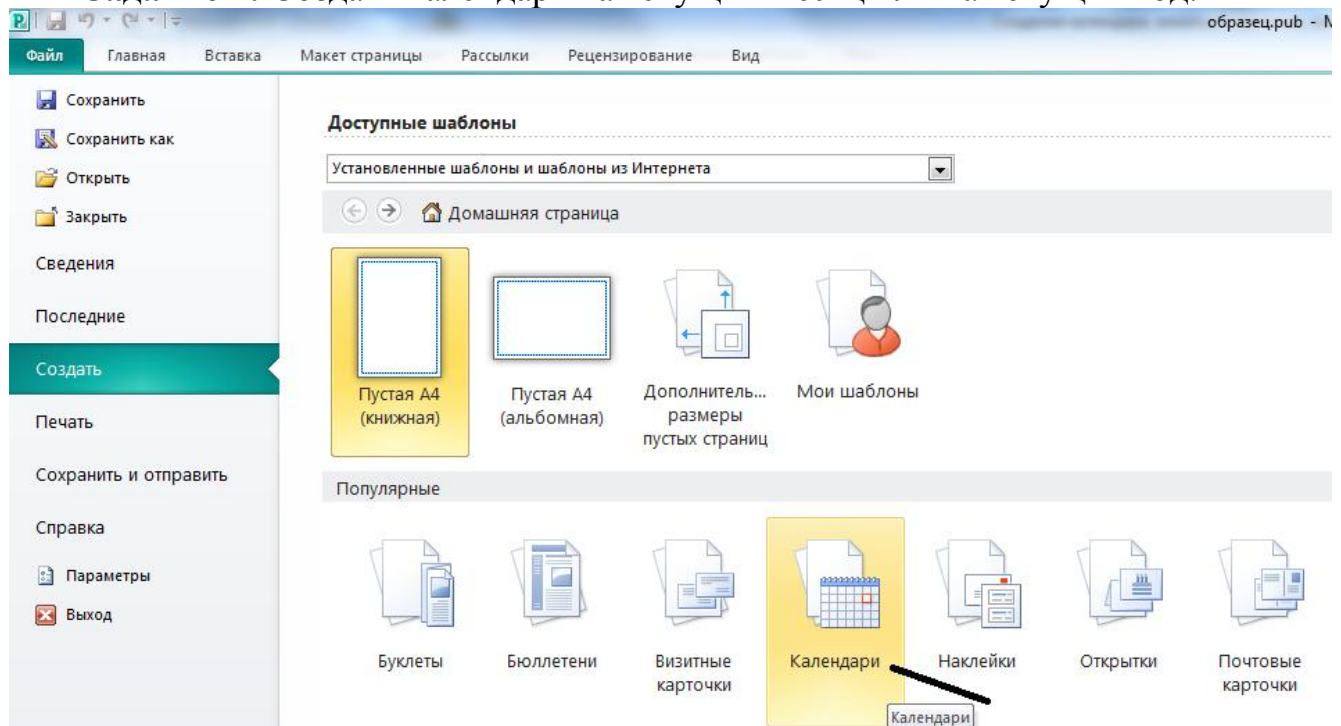 образец.pub - M
Файл Главная Вставка Макет страницы Рассылки Рецензирование Вид
Сохранить
Сохранить как
Открыть
Закрыть
Сведения
Последние
Создать
Печать
Сохранить и отправить
Справка
Параметры
Выход
Доступные шаблоны
Установленные шаблоны и шаблоны из Интернета
Домашняя страница
Пустая A4
(книжная)
Пустая A4
(альбомная)
Дополнитель...
размеры
пустых страниц
Мои шаблоны
Популярные
Буклеты
Бюллетени
Визитные
карточки
Календари
Наклейки
Открытки
Почтовые
карточки
Календари